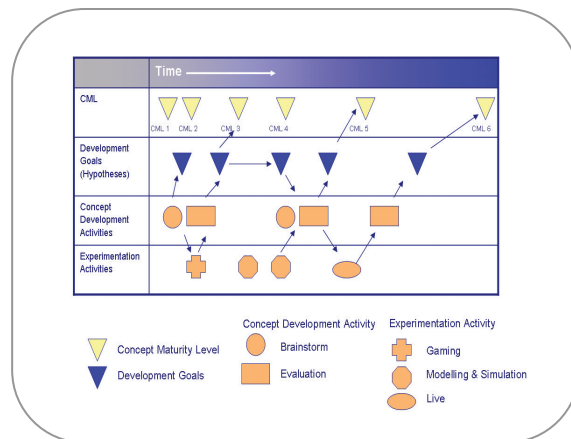 Time
CML
CML 1 CML 2 CML 3 CML 4 CML 5 CML 6
Development
Goals
(Hypotheses)
Concept
Development
Activities
Experimentation
Activities
Concept Development Activity
Experimentation Activity
Concept Maturity Level
Brainstorm
Gaming
Development Goals
Evaluation
Modelling & Simulation
Live